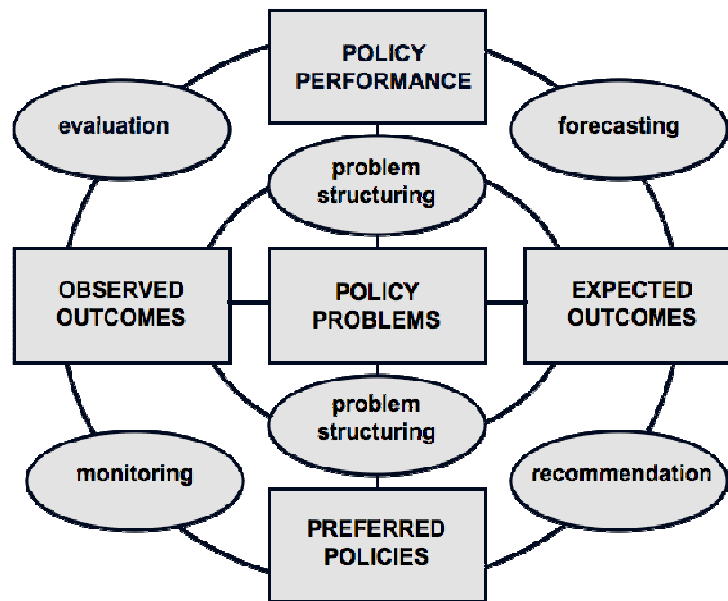 POLICY
PERFORMANCE
evaluation
forecasting
problem
structuring
OBSERVED
OUTCOMES
POLICY
PROBLEMS
EXPECTED
OUTCOMES
problem
structuring
monitoring
recommendation
PREFERRED
POLICIES